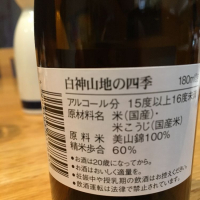 白神山地の四季 180ml
アルコール分 15度以上16度未
原材料名 米(国産)・
米こうじ(国産米)
原料米 美山錦100%
精米歩合 60%
●お酒は20歳になってから。
●お酒はおいしく適量を。
●妊娠中や授乳期の飲酒はお控えくださ
●飲酒運転は法律で禁止されてい